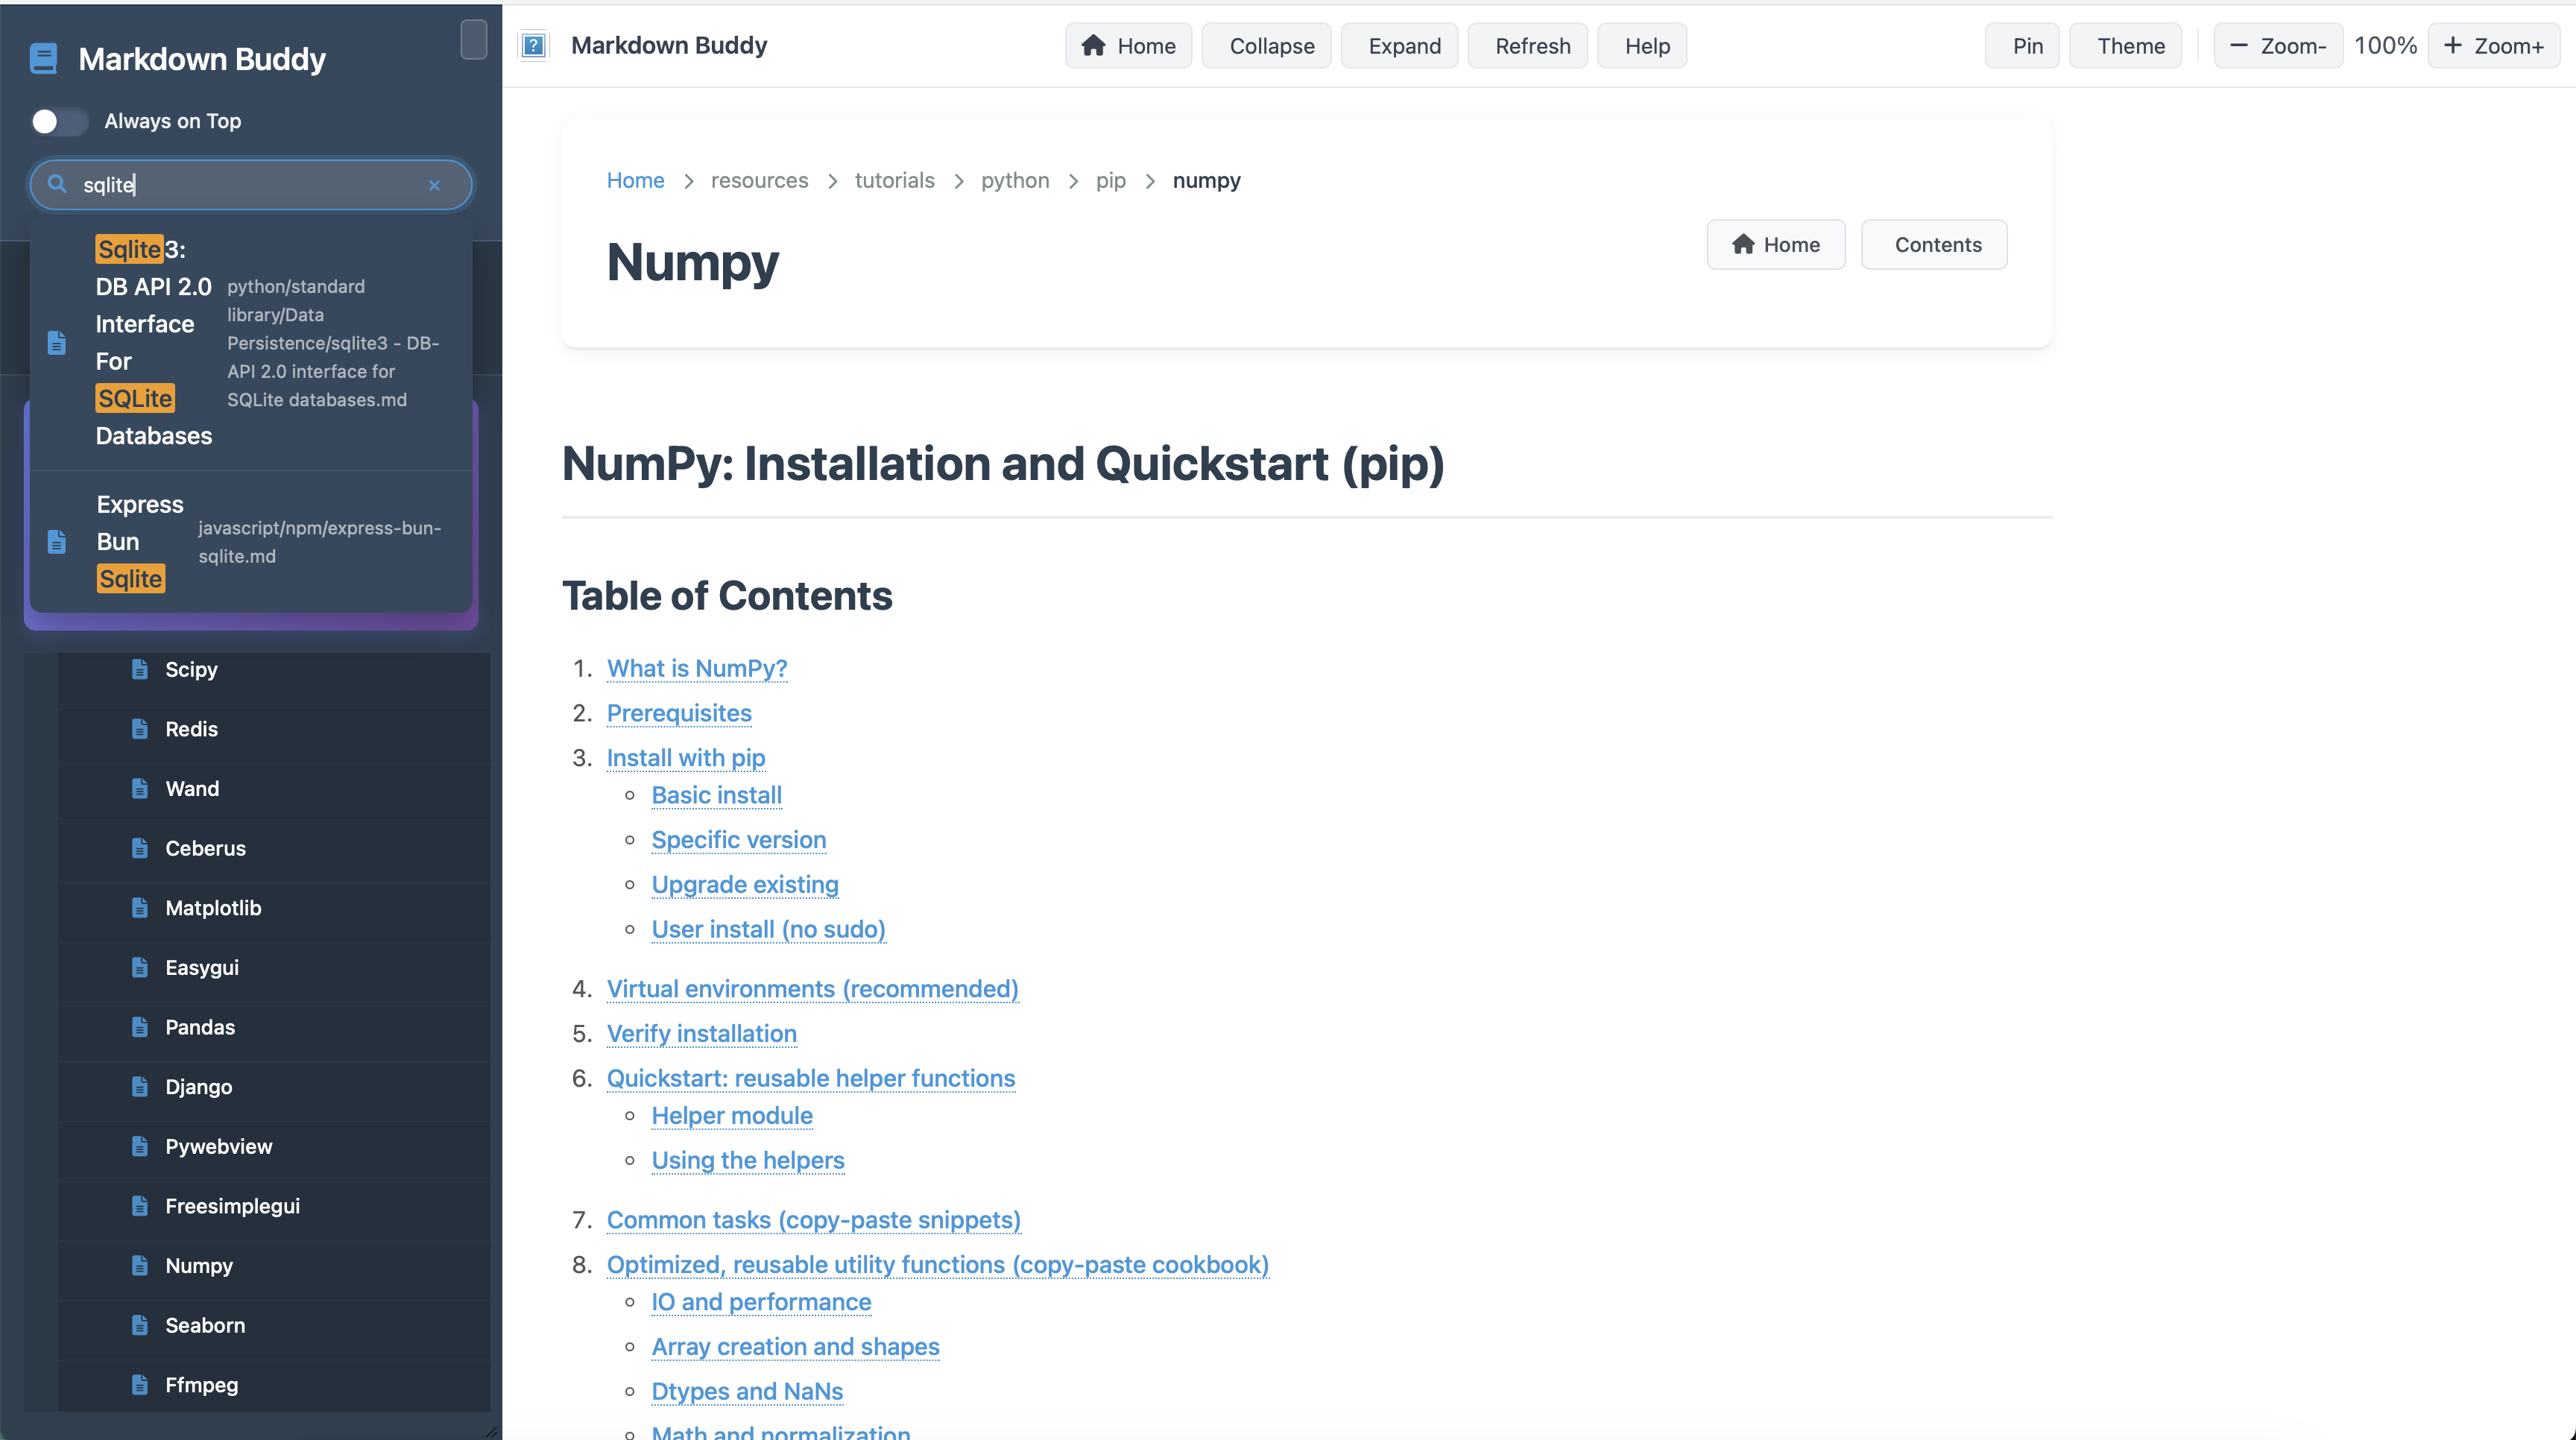 Markdown Buddy
Always on Top
sqlite
Sqlite3:
DB API 2.0
Interface
For
SQLite
Databases
python/standard
library/Data
Persistence/sqlite3 - DB-
API 2.0 interface for
SQLite databases.md
Express
Bun
Sqlite
javascript/npm/express-bun-
sqlite.md
Scipy
Redis
Wand
Ceberus
Matplotlib
Easygui
Pandas
Django
Pywebview
Freesimplegui
Numpy
Seaborn
Ffmpeg
? Markdown Buddy Home Collapse Expand Refresh Help Pin Theme Zoom- 100% Zoom+
Home > resources > tutorials > python > pip > numpy
Numpy
Home Contents
NumPy: Installation and Quickstart (pip)
Table of Contents
1. What is NumPy?
2. Prerequisites
3. Install with pip
Basic install
Specific version
Upgrade existing
User install (no sudo)
4. Virtual environments (recommended)
5. Verify installation
6. Quickstart: reusable helper functions
Helper module
Using the helpers
7. Common tasks (copy-paste snippets)
8. Optimized, reusable utility functions (copy-paste cookbook)
IO and performance
Array creation and shapes
Dtypes and NaNs
Math and normalization